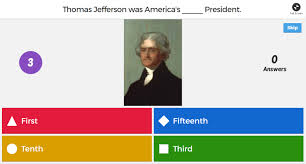 Thomas Jefferson was America's _____ President.
Skip
3
0
Answers
First
Fifteenth
Tenth
Third